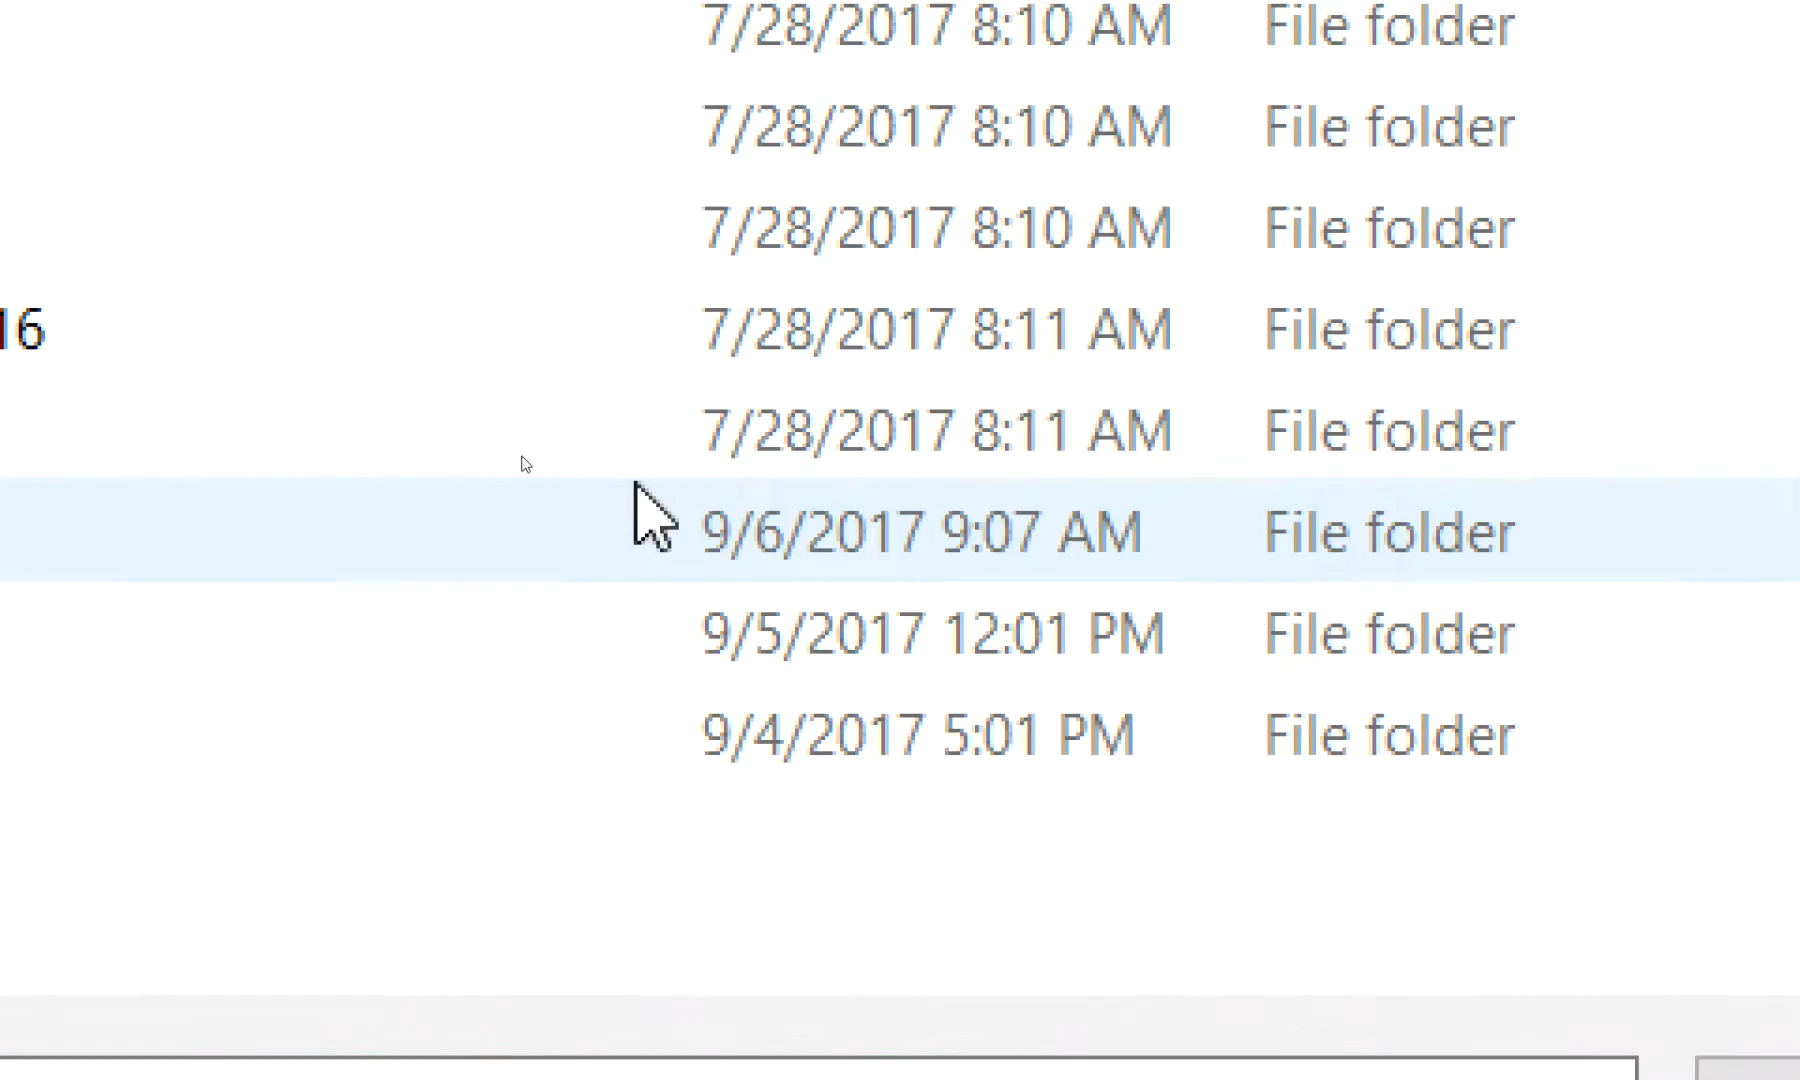 7/28/2017 8:10 AM File folder
7/28/2017 8:10 AM File folder
7/28/2017 8:10 AM File folder
16 7/28/2017 8:11 AM File folder
7/28/2017 8:11 AM File folder
9/6/2017 9:07 AM File folder
9/5/2017 12:01 PM File folder
9/4/2017 5:01 PM File folder